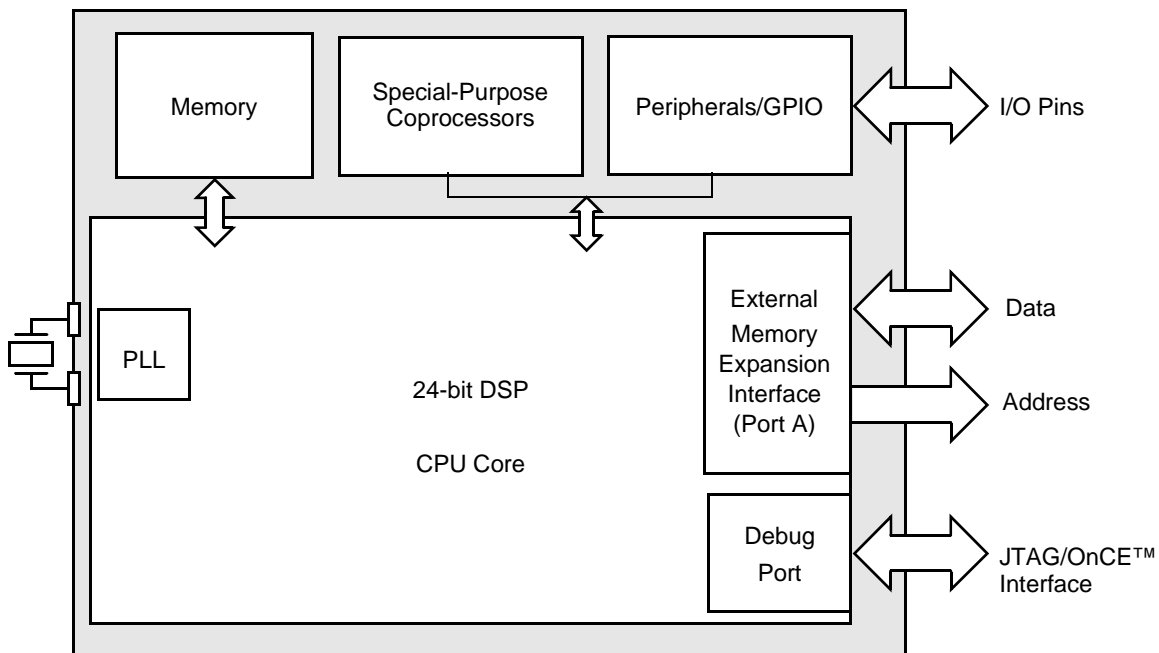 Memory
Special-Purpose
Coprocessors
Peripherals/GPIO
I/O Pins
External
Memory
Expansion
Interface
(Port A)
Data
Address
PLL
24-bit DSP
CPU Core
Debug
Port
JTAG/OnCE™
Interface